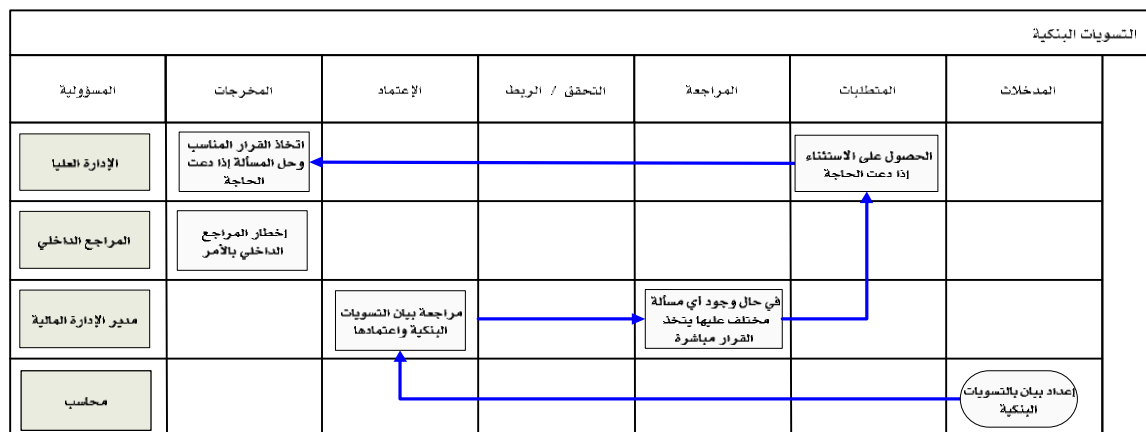 التسويات البنكية
المدخلات
المتطلبات
المراجعة
التحقق / الربط
الإعتماد
المخرجات
المسؤولية
الحصول على الاستثناء
إذا دعت الحاجة
اتخاذ القرار المناسب
وحل المسألة إذا دعت
الحاجة
الإدارة العليا
إخطار المراجع
الداخلي بالأمر
المراجع الداخلي
في حال وجود أي مسألة
مختلف عليها يتخذ
القرار مباشرة
مراجعة بيان التسويات
البنكية واعتمادها
مدير الإدارة المالية
إعداد بيان بالتسويات
البنكية
محاسب